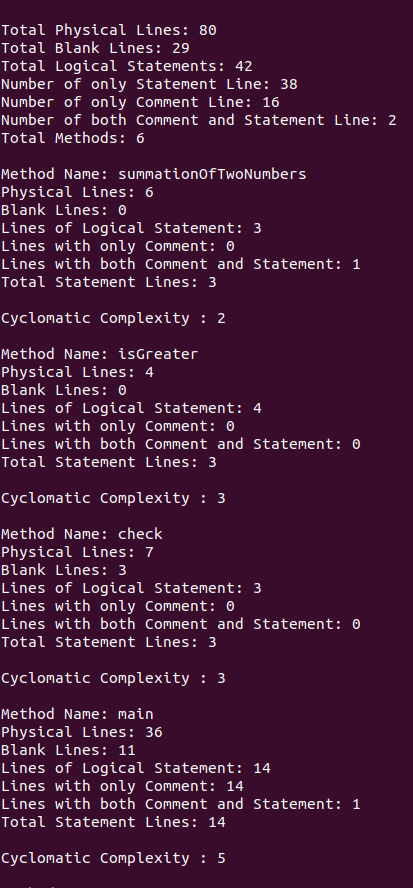 Total Physical Lines: 80
Total Blank Lines: 29
Total Logical Statements: 42
Number of only Statement Line: 38
Number of only Comment Line: 16
Number of both Comment and Statement Line: 2
Total Methods: 6
Method Name: summationOfTwoNumbers
Physical Lines: 6
Blank Lines: 0
Lines of Logical Statement: 3
Lines with only Comment: 0
Lines with both Comment and Statement: 1
Total Statement Lines: 3
Cyclomatic Complexity : 2
Method Name: isGreater
Physical Lines: 4
Blank Lines: 0
Lines of Logical Statement: 4
Lines with only Comment: 0
Lines with both Comment and Statement: 0
Total Statement Lines: 3
Cyclomatic Complexity : 3
Method Name: check
Physical Lines: 7
Blank Lines: 3
Lines of Logical Statement: 3
Lines with only Comment: 0
Lines with both Comment and Statement: 0
Total Statement Lines: 3
Cyclomatic Complexity : 3
Method Name: main
Physical Lines: 36
Blank Lines: 11
Lines of Logical Statement: 14
Lines with only Comment: 14
Lines with both Comment and Statement: 1
Total Statement Lines: 14
Cyclomatic Complexity : 5